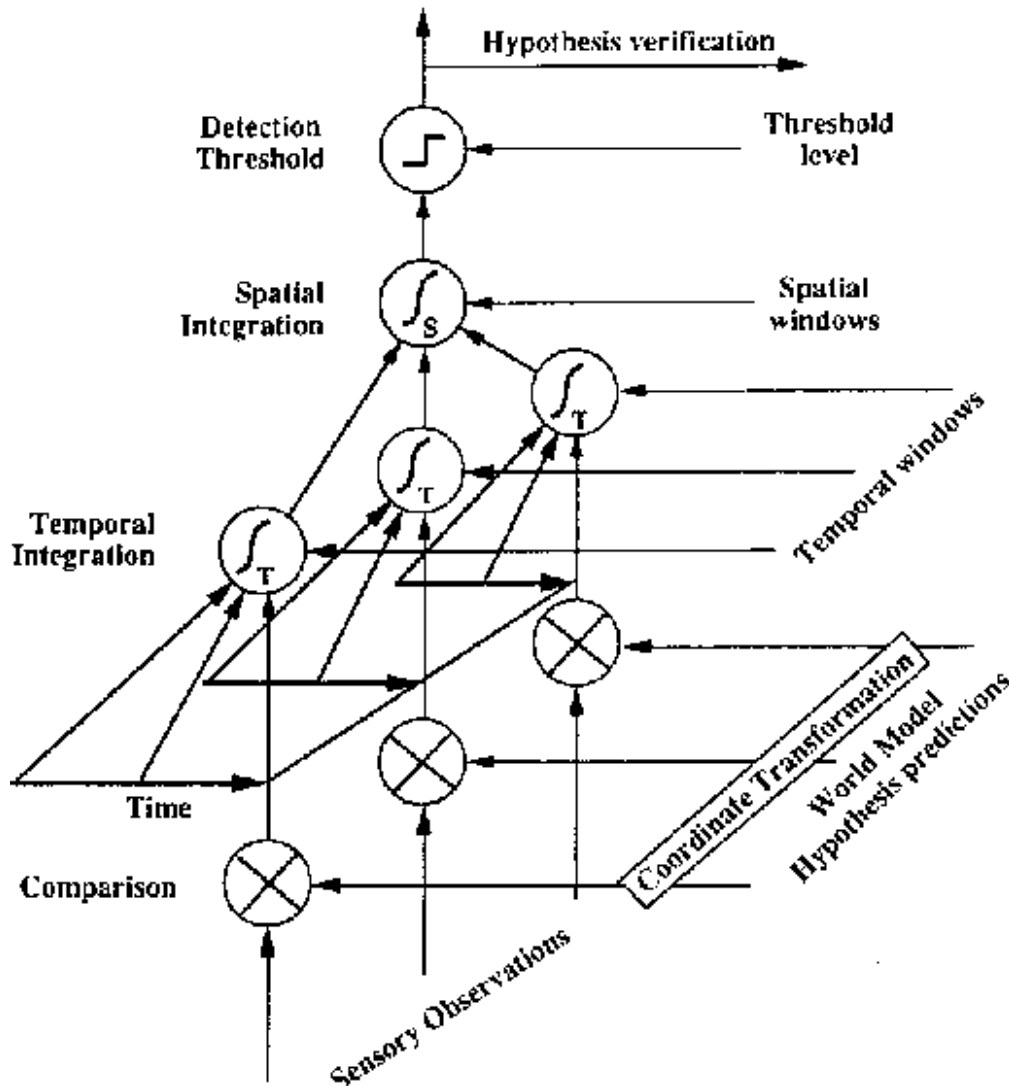 Hypothesis verification
Detection
Threshold
Threshold
level
Spatial
Integration
S
Spatial
windows
T
T
Temporal windows
Temporal
Integration
T
Time
Coordinate Transformation
World Model
Hypothesis predictions
Comparison
Sensory Observations